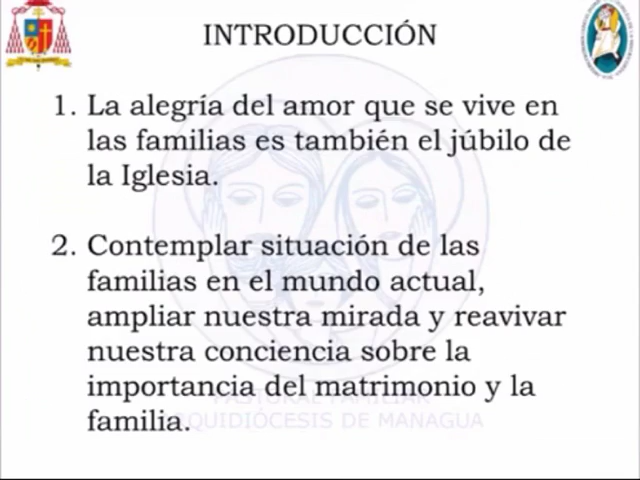 INTRODUCCIÓN
1. La alegría del amor que se vive en
las familias es también el júbilo de
la Iglesia.
2. Contemplar situación de las
familias en el mundo actual,
ampliar nuestra mirada y reavivar
nuestra conciencia sobre la
importancia del matrimonio y la
familia.
PASTORAL FAMILIAR
ARQUIDIÓCESIS DE MANAGUA